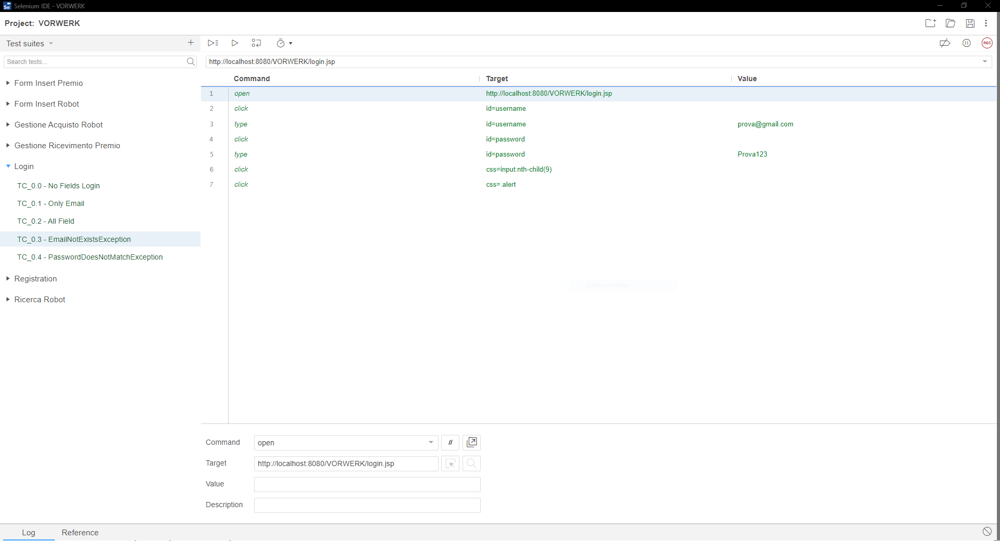 Selenium IDE - VORWERK
Project: VORWERK
Test suites
Search tests...
http://localhost:8080/VORWERK/login.jsp
REC
Form Insert Premio
Form Insert Robot
Gestione Acquisto Robot
Gestione Ricevimento Premio
Login
TC_0.0 - No Fields Login
TC_0.1 - Only Email
TC_0.2 - All Field
TC_0.3 - EmailNotExistsException
TC_0.4 - PasswordDoesNotMatchException
Registration
Ricerca Robot
Command Target Value
1 open http://localhost:8080/VORWERK/login.jsp
2 click id=username
3 type id=username prova@gmail.com
4 click id=password
5 type id=password Prova123
6 click css=input:nth-child(9)
7 click css=.alert
Command open //
Target http://localhost:8080/VORWERK/login.jsp
Value
Description
Log Reference